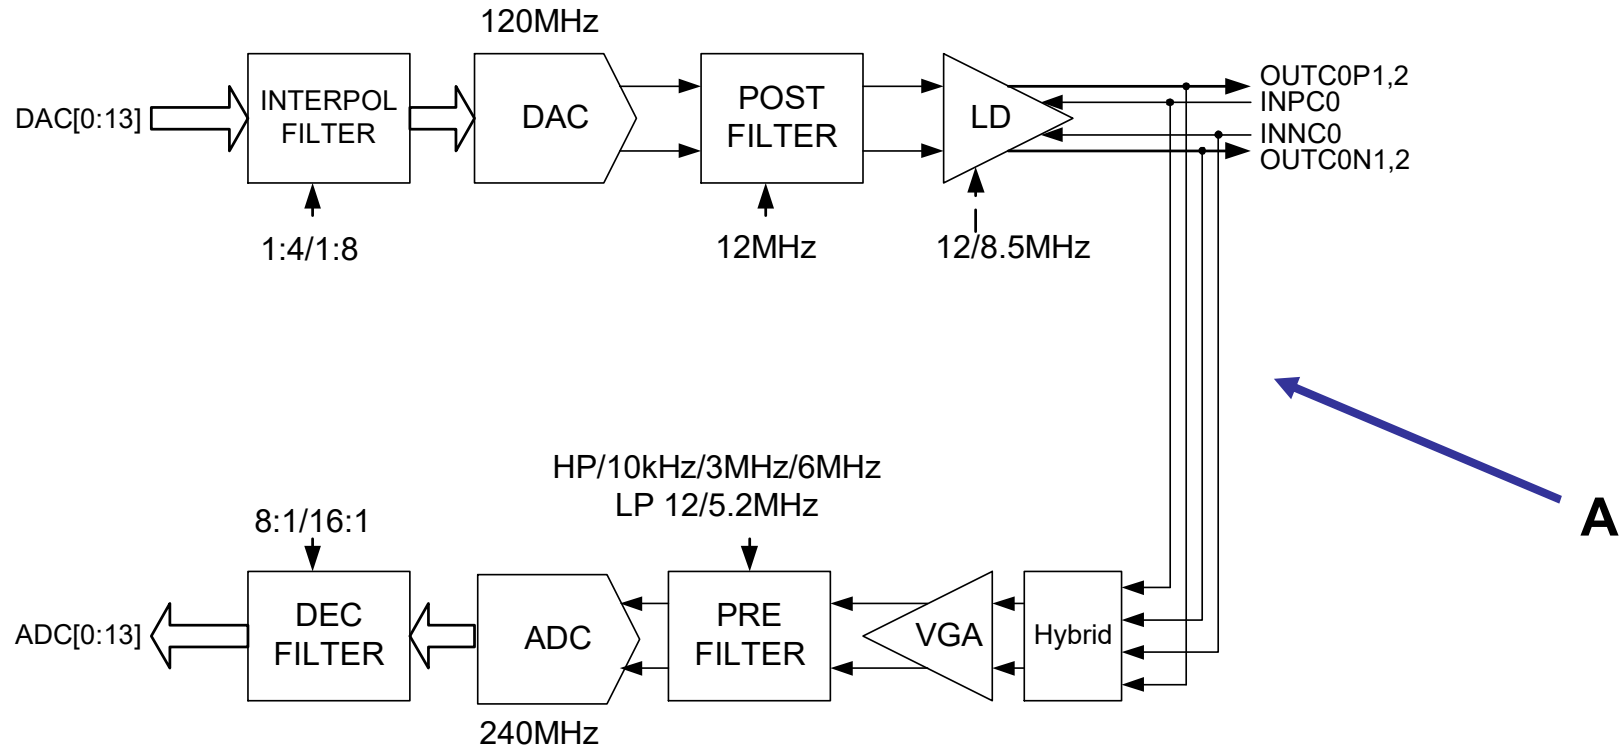 120MHz
DAC[0:13]
INTERPOL
FILTER
DAC
POST
FILTER
LD
OUTC0P1,2
INPC0
INNC0
OUTC0N1,2
1:4/1:8
12MHz
12/8.5MHz
A
HP/10kHz/3MHz/6MHz
LP 12/5.2MHz
8:1/16:1
ADC[0:13]
DEC
FILTER
ADC
PRE
FILTER
VGA
Hybrid
240MHz